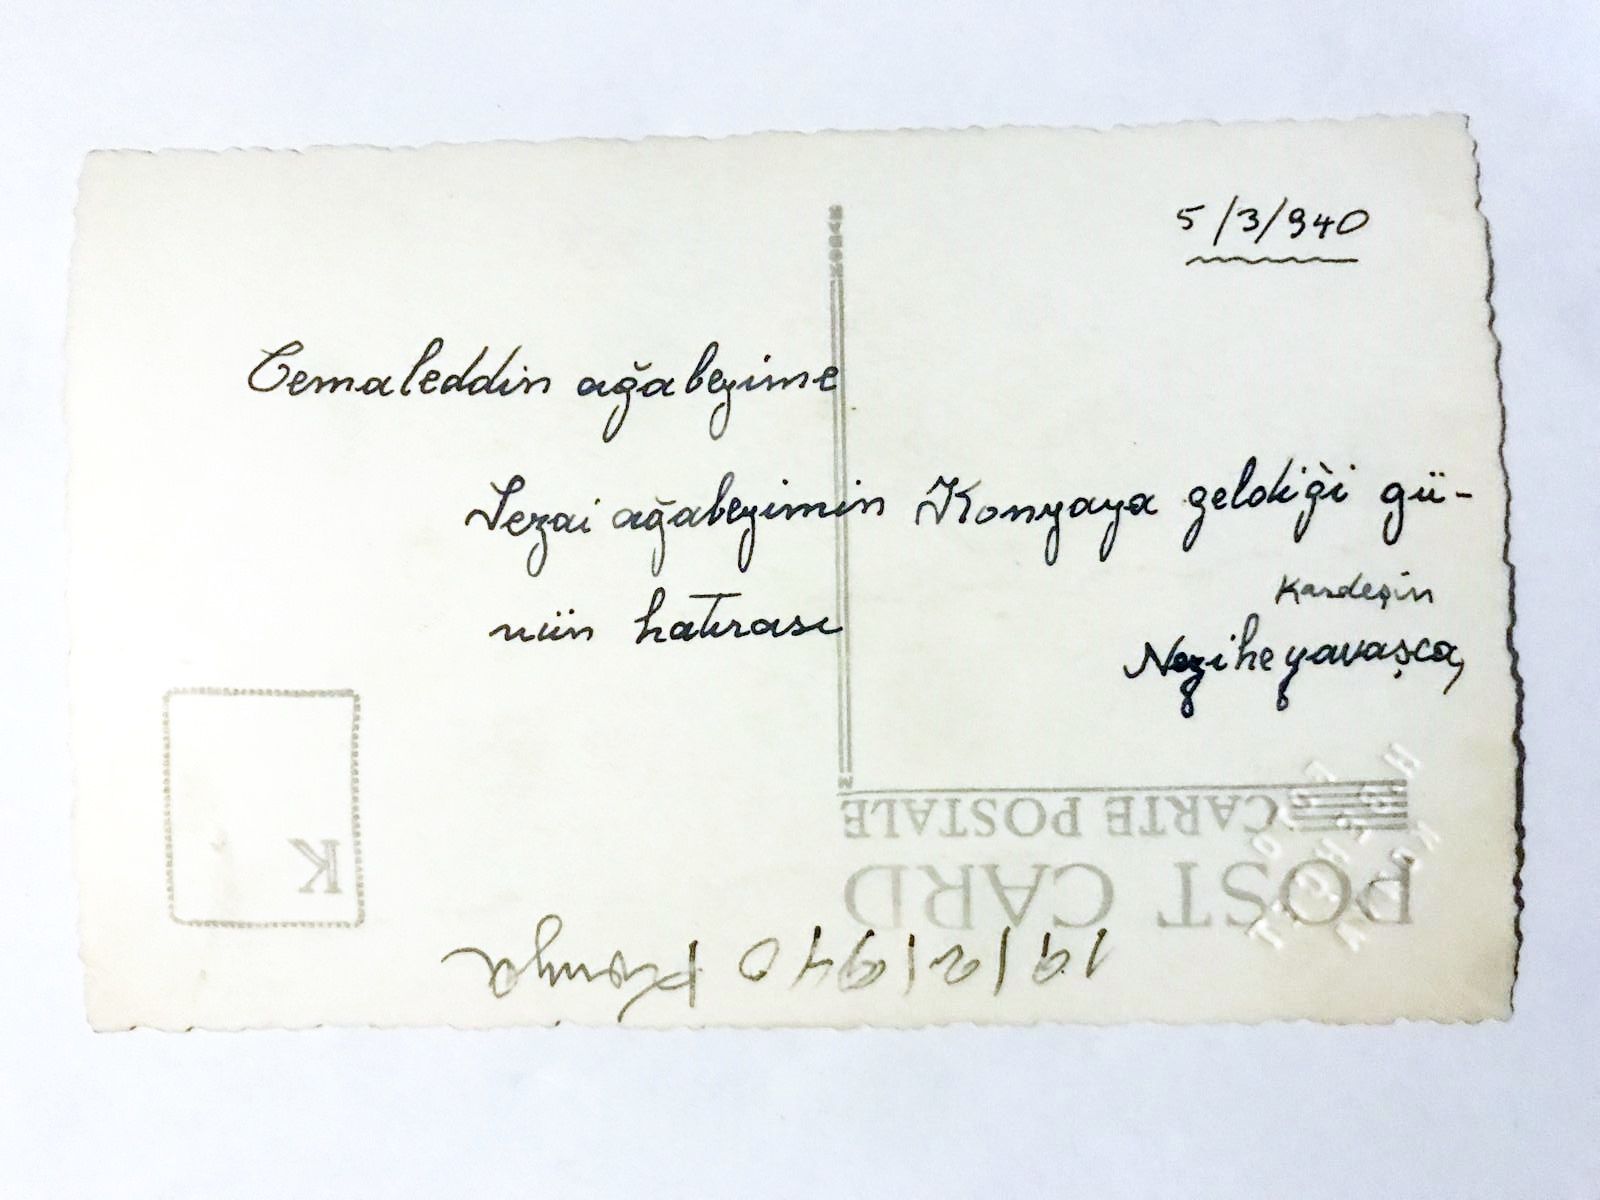 5/3/940
Cemaleddin ağabeyime
Sezai ağabeyimin Konyaya geldiği gü-
nün hatırası
Kardeşin
Nezihe yavaşca,
CARTE POSTALE
POST CARD
K
19/2/940 Konya